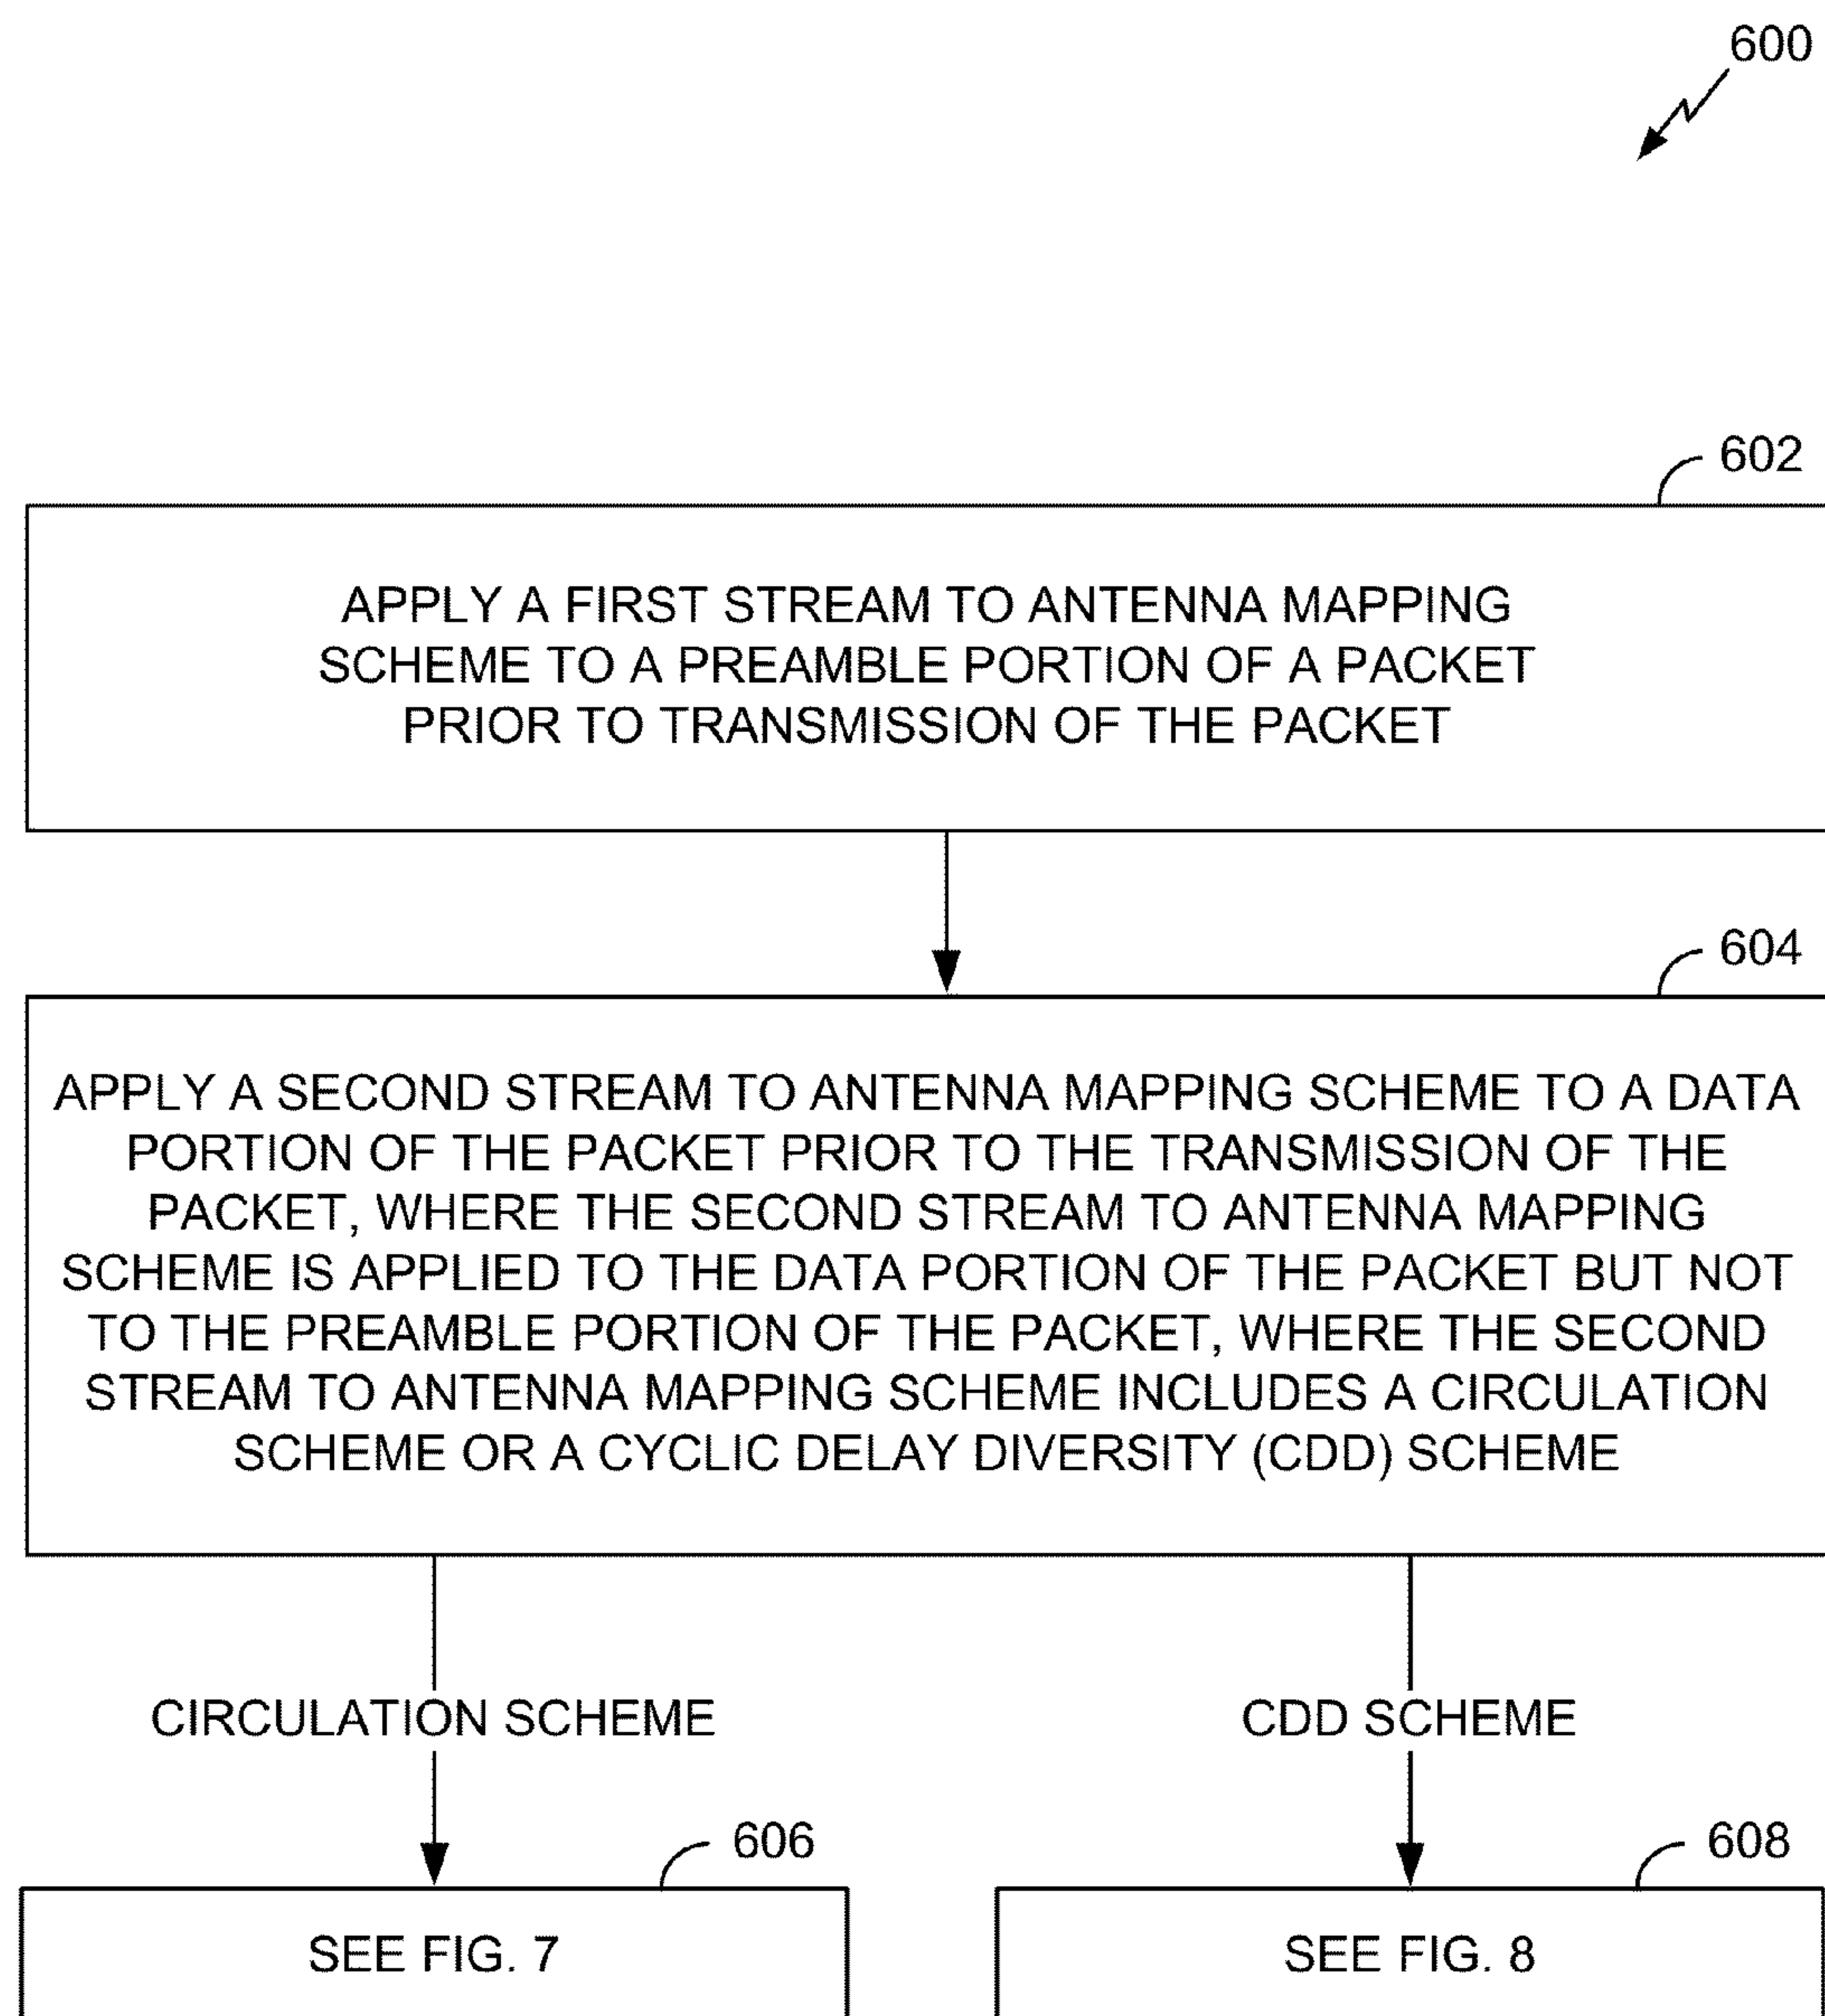 600
602
APPLY A FIRST STREAM TO ANTENNA MAPPING
SCHEME TO A PREAMBLE PORTION OF A PACKET
PRIOR TO TRANSMISSION OF THE PACKET
604
APPLY A SECOND STREAM TO ANTENNA MAPPING SCHEME TO A DATA
PORTION OF THE PACKET PRIOR TO THE TRANSMISSION OF THE
PACKET, WHERE THE SECOND STREAM TO ANTENNA MAPPING
SCHEME IS APPLIED TO THE DATA PORTION OF THE PACKET BUT NOT
TO THE PREAMBLE PORTION OF THE PACKET, WHERE THE SECOND
STREAM TO ANTENNA MAPPING SCHEME INCLUDES A CIRCULATION
SCHEME OR A CYCLIC DELAY DIVERSITY (CDD) SCHEME
CIRCULATION SCHEME
CDD SCHEME
606
608
SEE FIG. 7
SEE FIG. 8